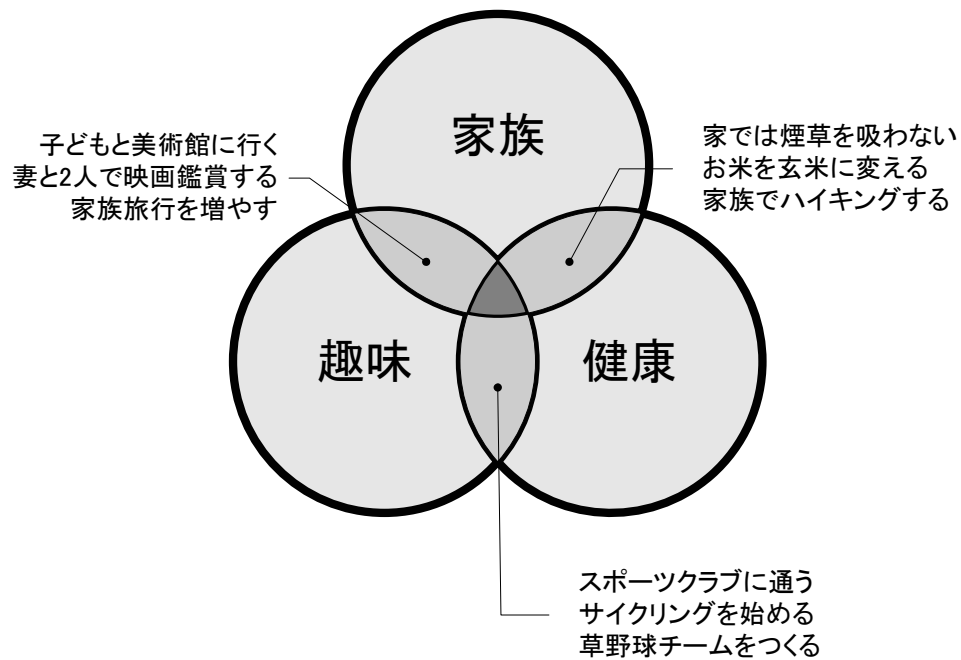 家族
子どもと美術館に行く
妻と2人で映画鑑賞する
家族旅行を増やす
家では煙草を吸わない
お米を玄米に変える
家族でハイキングする
趣味
健康
スポーツクラブに通う
サイクリングを始める
草野球チームをつくる